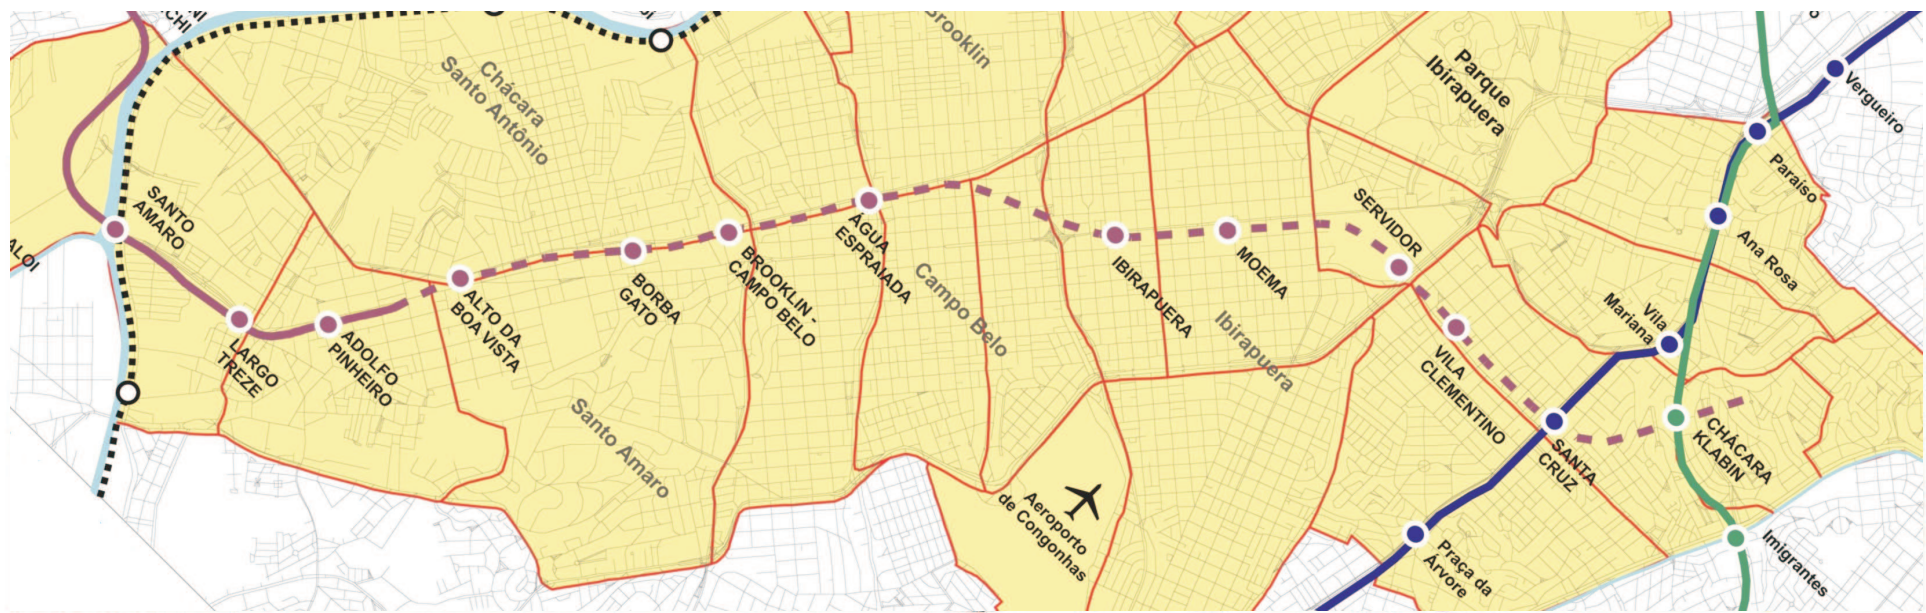 Brooklin
Chácara
Santo Antônio
Parque
Ibirapuera
Vergueiro
Paraíso
SANTO
AMARO
SERVIDOR
Ana Rosa
ALOI
ÁGUA
ESPRAIADA
BROOKLIN -
CAMPO BELO
IBIRAPUERA
MOEMA
Vila
Mariana
BORBA
GATO
ALTO DA
BOA VISTA
Campo Belo
Ibirapuera
LARGO
TREZE
ADOLFO
PINHEIRO
VILA
CLEMENTINO
Santo Amaro
SANTA
CRUZ
CHÁCARA
KLABIN
Aeroporto
de Congonhas
Praça da
Árvore
Imigrantes